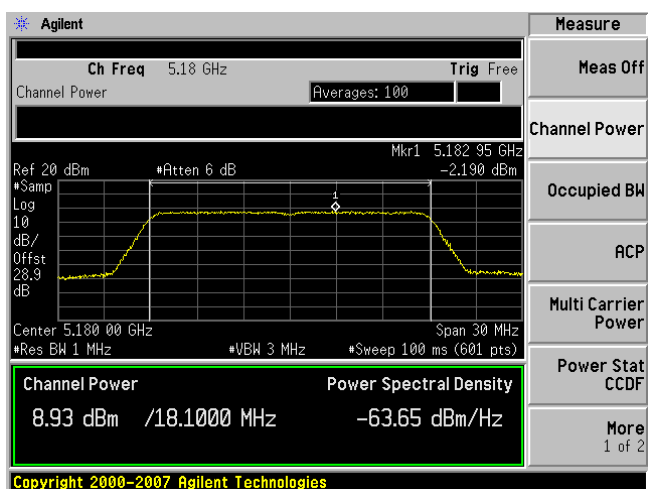 Agilent
Measure
Ch Freq 5.18 GHz Trig Free
Channel Power Averages: 100
Meas Off
Channel Power
Mkr1 5.182 95 GHz
Ref 20 dBm #Atten 6 dB -2.190 dBm
#Samp
Log
10
dB/
Offst
28.9
dB
1
Occupied BW
ACP
Multi Carrier
Power
Center 5.180 00 GHz Span 30 MHz
#Res BW 1 MHz #VBW 3 MHz #Sweep 100 ms (601 pts)
Channel Power Power Spectral Density
8.93 dBm /18.1000 MHz -63.65 dBm/Hz
Power Stat
CCDF
More
1 of 2
Copyright 2000-2007 Agilent Technologies